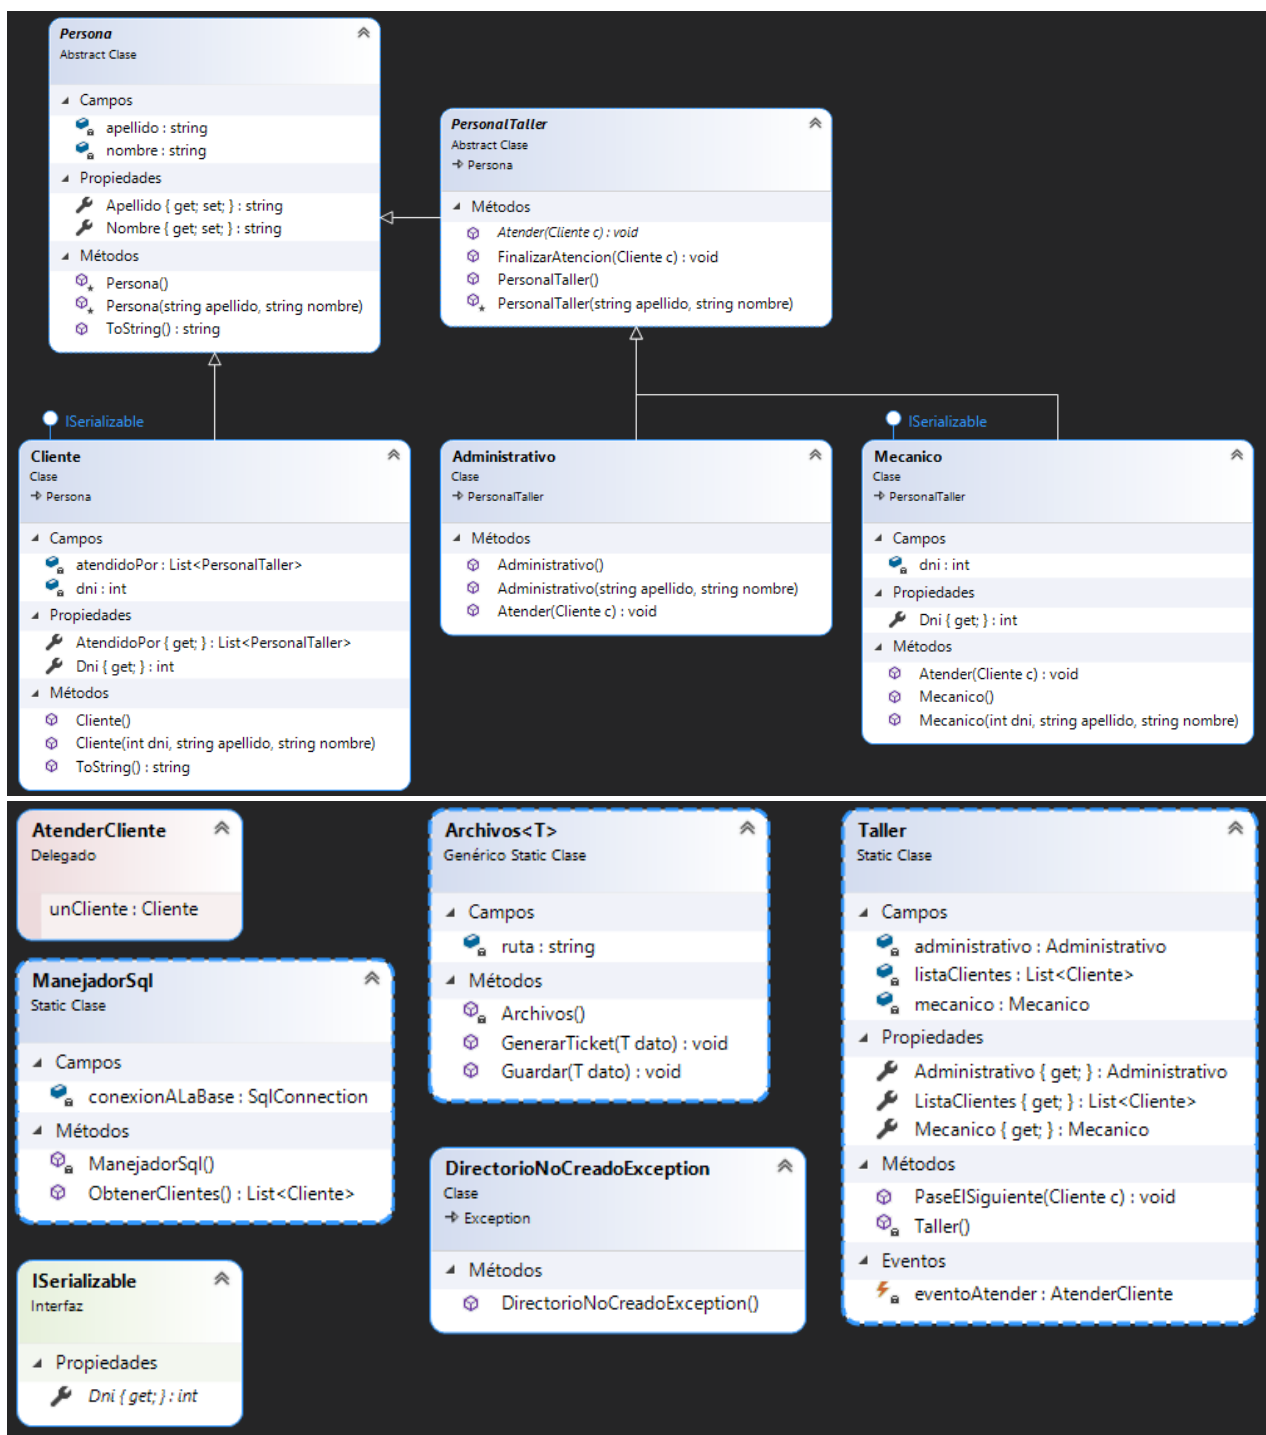 Persona
Abstract Clase
Campos
apellido : string
nombre : string
Propiedades
Apellido { get; set; } : string
Nombre { get; set; } : string
Métodos
Persona()
Persona(string apellido, string nombre)
ToString() : string
PersonalTaller
Abstract Clase
Persona
Métodos
Atender(Cliente c) : void
FinalizarAtencion(Cliente c) : void
PersonalTaller()
PersonalTaller(string apellido, string nombre)
ISerializable
Cliente
Clase
Persona
Campos
atendidoPor : List<PersonalTaller>
dni : int
Propiedades
AtendidoPor { get; } : List<PersonalTaller>
Dni { get; } : int
Métodos
Cliente()
Cliente(int dni, string apellido, string nombre)
ToString() : string
Administrativo
Clase
PersonalTaller
Métodos
Administrativo()
Administrativo(string apellido, string nombre)
Atender(Cliente c) : void
ISerializable
Mecanico
Clase
PersonalTaller
Campos
dni : int
Propiedades
Dni { get; } : int
Métodos
Atender(Cliente c) : void
Mecanico()
Mecanico(int dni, string apellido, string nombre)
AtenderCliente
Delegado
unCliente : Cliente
ManejadorSql
Static Clase
Campos
conexionALaBase : SqlConnection
Métodos
ManejadorSql()
ObtenerClientes() : List<Cliente>
ISerializable
Interfaz
Propiedades
Dni { get; } : int
Archivos<T>
Genérico Static Clase
Campos
ruta : string
Métodos
Archivos()
GenerarTicket(T dato) : void
Guardar(T dato) : void
DirectorioNoCreadoException
Clase
Exception
Métodos
DirectorioNoCreadoException()
Taller
Static Clase
Campos
administrativo : Administrativo
listaClientes : List<Cliente>
mecanico : Mecanico
Propiedades
Administrativo { get; } : Administrativo
ListaClientes { get; } : List<Cliente>
Mecanico { get; } : Mecanico
Métodos
PaseElSiguiente(Cliente c) : void
Taller()
Eventos
eventoAtender : AtenderCliente